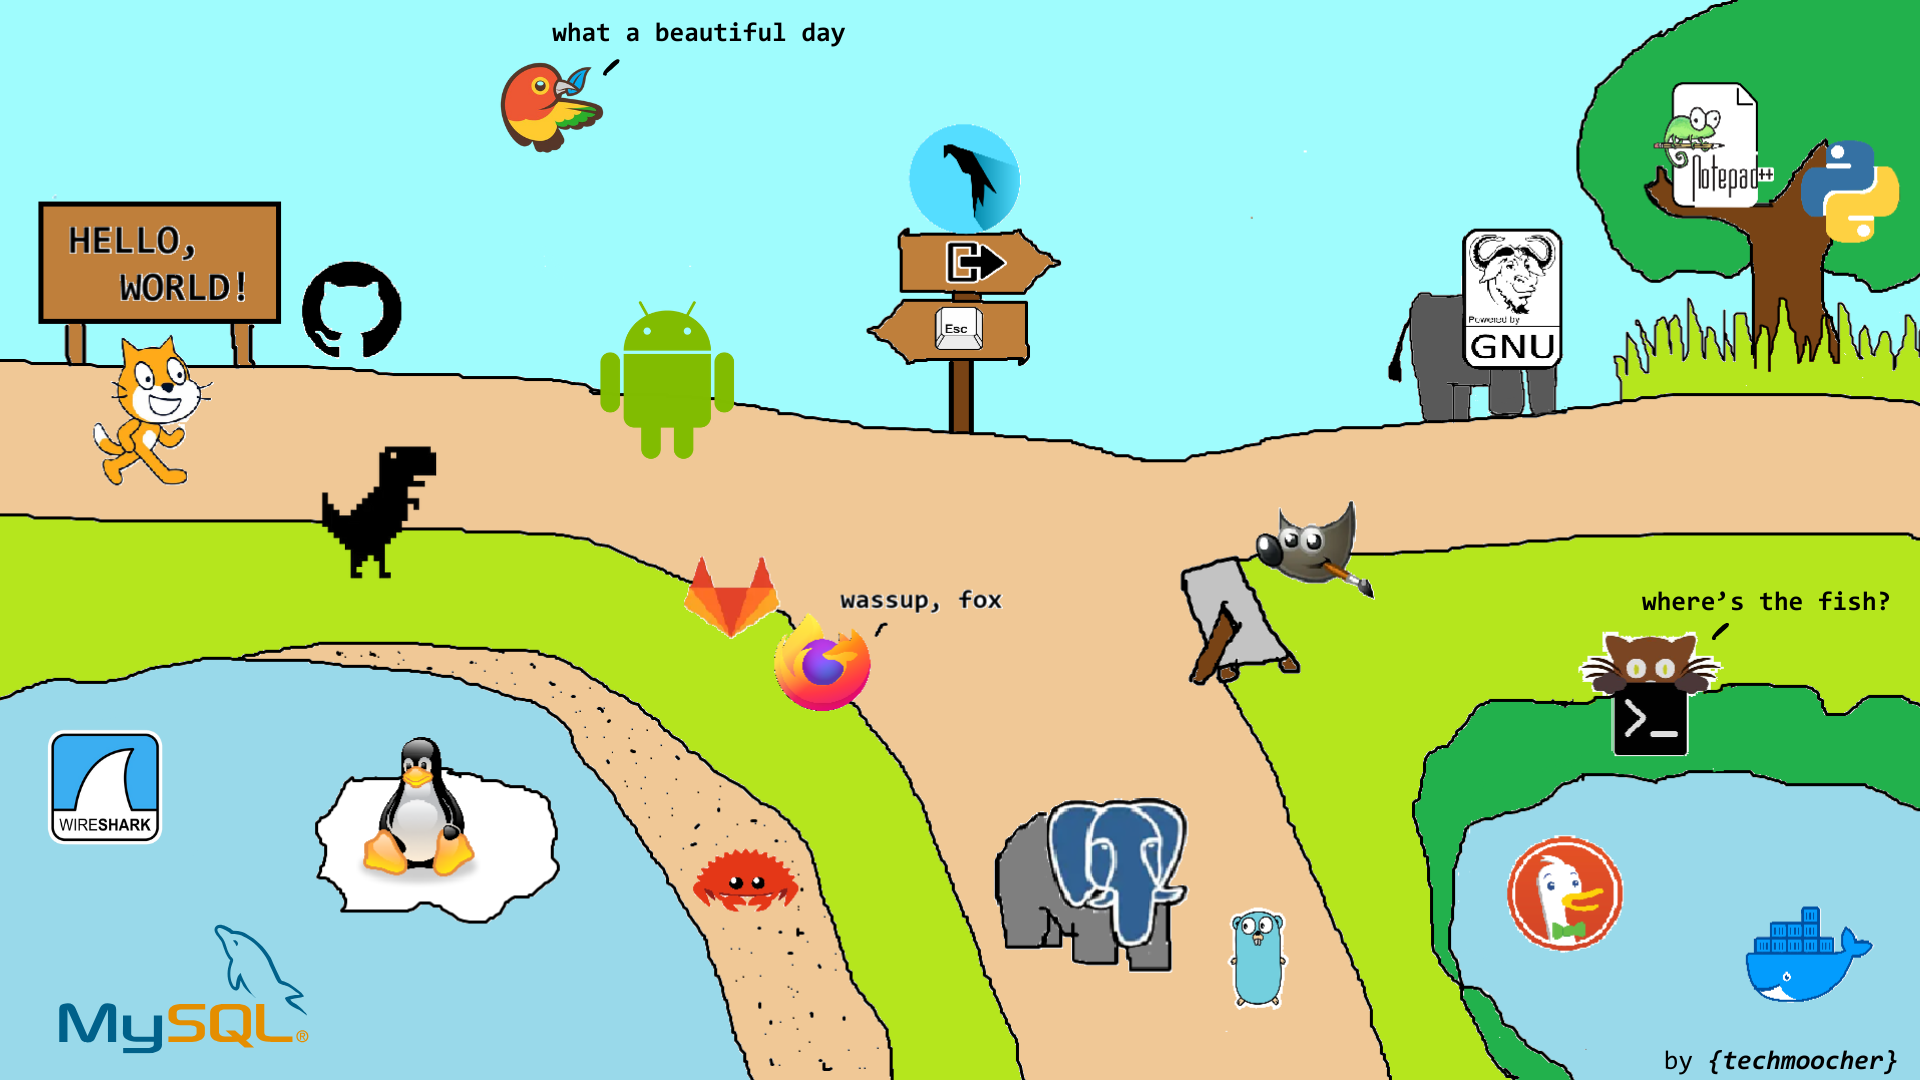 what a beautiful day
Notepad++
HELLO,
WORLD!
Esc
Powered by
GNU
wassup, fox
where's the fish?
>_
WIRESHARK
MySQL®
by {techmoocher}